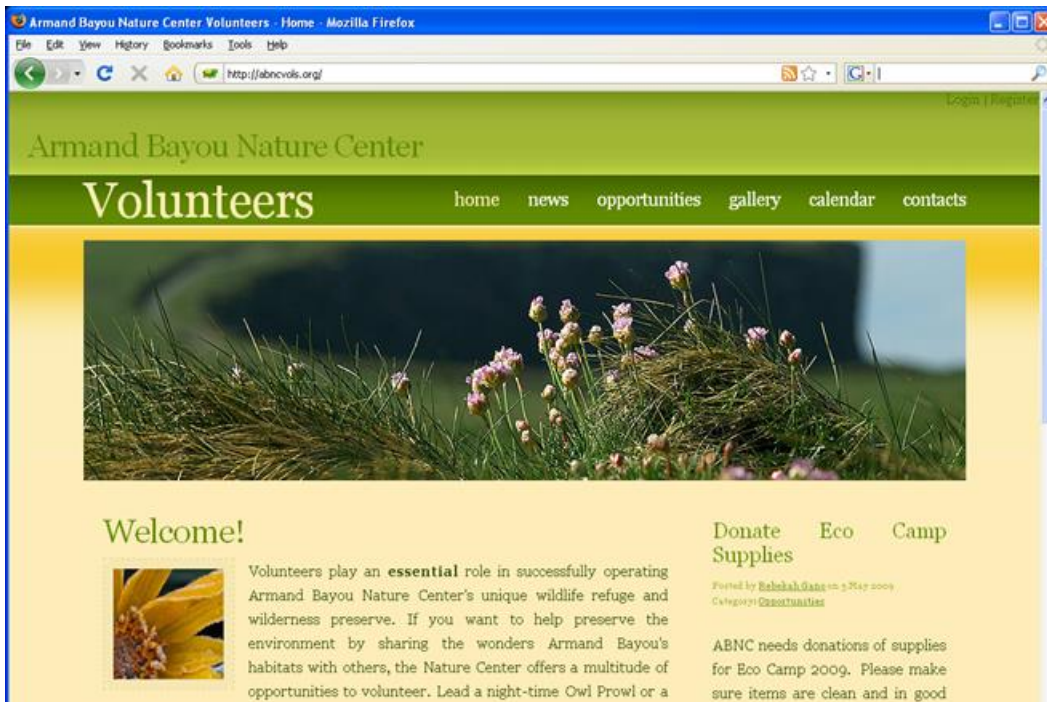 Armand Bayou Nature Center Volunteers - Home - Mozilla Firefox
File Edit View History Bookmarks Tools Help
http://abncvols.org/
Login | Register
Armand Bayou Nature Center
Volunteers
home news opportunities gallery calendar contacts
Welcome!
Volunteers play an essential role in successfully operating
Armand Bayou Nature Center's unique wildlife refuge and
wilderness preserve. If you want to help preserve the
environment by sharing the wonders Armand Bayou's
habitats with others, the Nature Center offers a multitude of
opportunities to volunteer. Lead a night-time Owl Prowl or a
Donate Eco Camp
Supplies
Posted by Rebekah Gano on 5 May 2009
Category: Opportunities
ABNC needs donations of supplies
for Eco Camp 2009. Please make
sure items are clean and in good